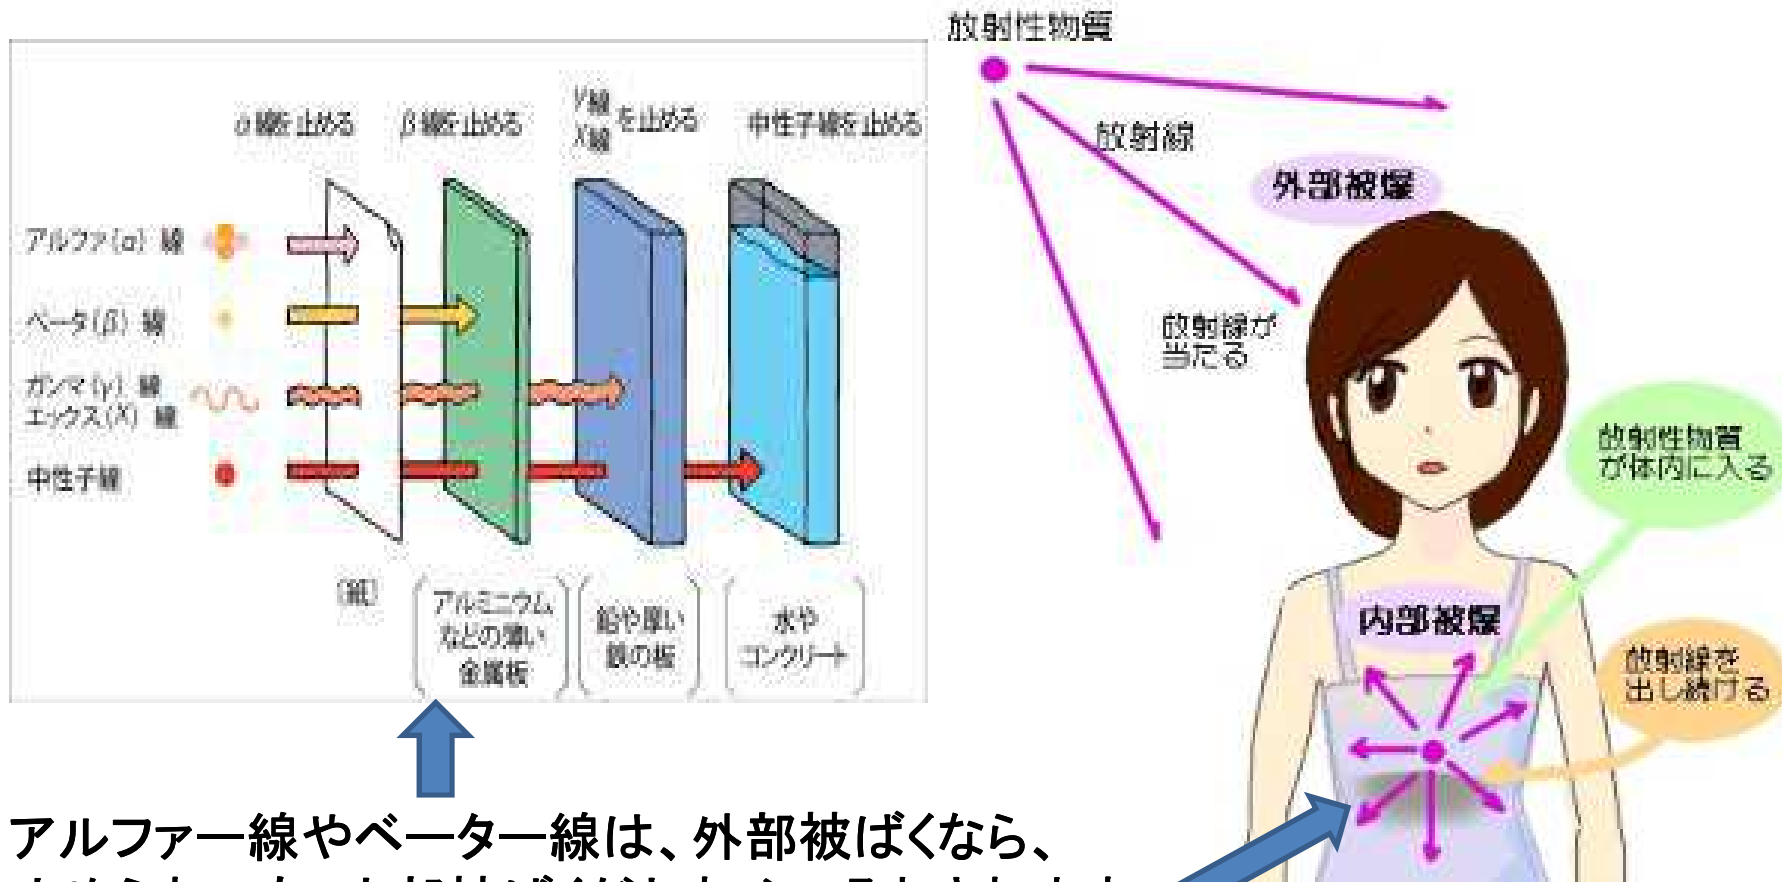 α線を止める
β線を止める
γ線
X線
を止める
中性子線を止める
アルファ(α) 線
ベータ(β) 線
ガンマ(γ) 線
エックス(X) 線
中性子線
(紙)
アルミニウム
などの薄い
金属板
鉛や厚い
鉄の板
水や
コンクリート
放射性物質
放射線
外部被爆
放射線が
当たる
放射性物質
が体内に入る
内部被爆
放射線を
出し続ける
アルファー線やベーター線は、外部被ばくなら、